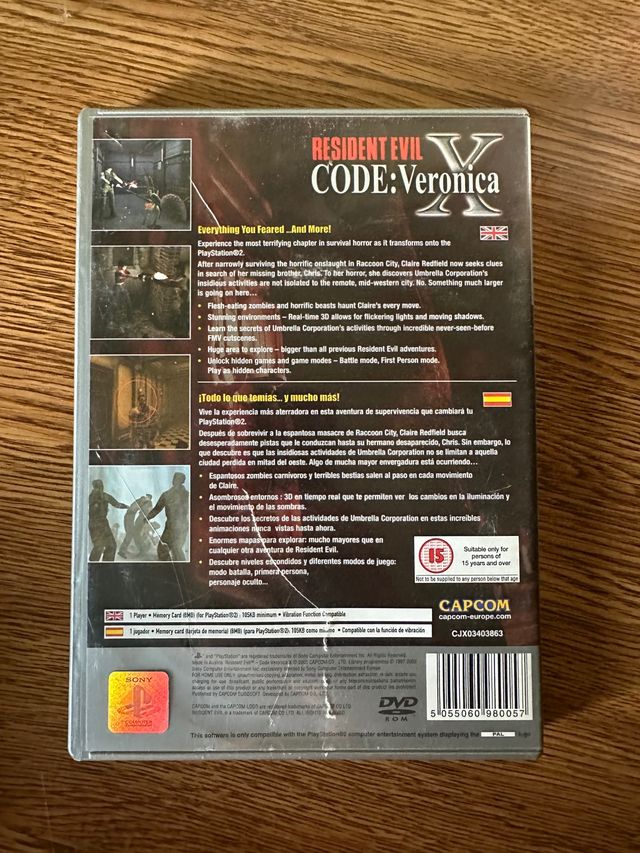 RESIDENT EVIL
CODE:Veronica X
Everything You Feared ...And More!
Experience the most terrifying chapter in survival horror as it transforms onto the
PlayStation®2.
After narrowly surviving the horrific onslaught in Raccoon City, Claire Redfield now seeks clues
in search of her missing brother, Chris. To her horror, she discovers Umbrella Corporation's
insidious activities are not isolated to the remote, mid-western city. No. Something much larger
is going on here...
• Flesh-eating zombies and horrific beasts haunt Claire's every move.
• Stunning environments – Real-time 3D allows for flickering lights and moving shadows.
• Learn the secrets of Umbrella Corporation's activities through incredible never-seen-before
FMV cutscenes.
• Huge area to explore – bigger than all previous Resident Evil adventures.
• Unlock hidden games and game modes – Battle mode, First Person mode.
Play as hidden characters.
¡Todo lo que temías... y mucho más!
Vive la experiencia más aterradora en esta aventura de supervivencia que cambiará tu
PlayStation®2.
Después de sobrevivir a la espantosa masacre de Raccoon City, Claire Redfield busca
desesperadamente pistas que le conduzcan hasta su hermano desaparecido, Chris. Sin embargo, lo
que descubre es que las insidiosas actividades de Umbrella Corporation no se limitan a aquella
ciudad perdida en mitad del oeste. Algo de mucha mayor envergadura está ocurriendo...
• Espantosos zombies carnívoros y terribles bestias salen al paso en cada movimiento
de Claire.
• Asombrosos entornos : 3D en tiempo real que te permiten ver los cambios en la iluminación y
el movimiento de las sombras.
• Descubre los secretos de las actividades de Umbrella Corporation en estas increíbles
animaciones nunca vistas hasta ahora.
• Enormes mapas para explorar: mucho mayores que en
cualquier otra aventura de Resident Evil.
• Descubre niveles escondidos y diferentes modos de juego:
modo batalla, primera persona,
personaje oculto...
15
Suitable only for
persons of
15 years and over
Not to be supplied to any person below that age
1 Player • Memory Card (8MB) (for PlayStation®2): 105KB minimum • Vibration Function Compatible
1 jugador • Memory card (tarjeta de memoria) (8MB) (para PlayStation®2): 105KB como mínimo • Compatible con la función de vibración
CAPCOM
capcom-europe.com
CJX03403863
SONY
DVD
ROM
5 055060 980057
This software is only compatible with the PlayStation®2 computer entertainment system displaying the PAL